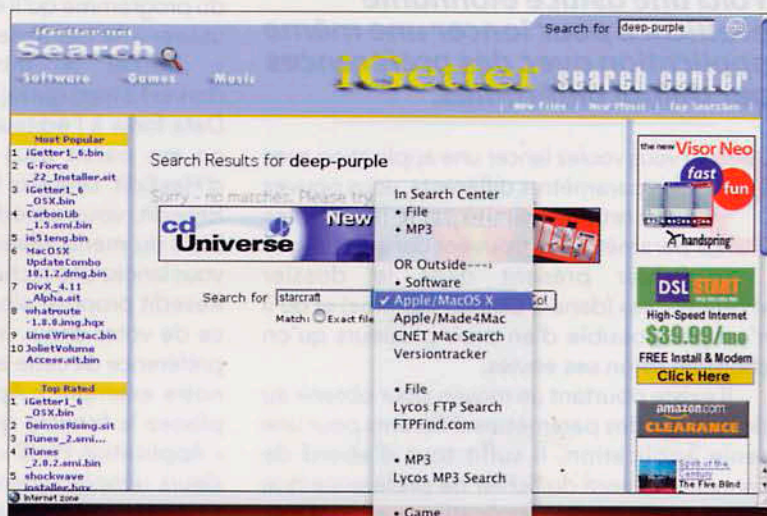 iGetter.net
Search
Software Games Music
Search for deep-purple
iGetter search center
| New Files | New Music | Top Searches |
Most Popular
1 iGetter1_6.bin
2 G-Force
_22_Installer.sit
3 iGetter1_6
_OSX.bin
4 CarbonLib
_1.5.smi.bin
5 ie51eng.bin
6 MacOSX
UpdateCombo
10.1.2.dmg.bin
7 DivX_4.11
_Alpha.sit
8 whatroute
-1.8.0.img.hqx
9 LimeWireMac.bin
10 JolietVolume
Access.sit.bin
Top Rated
1 iGetter1_6
_OSX.bin
2 DeimosRising.sit
3 iTunes_2.smi...
4 iTunes
_2.0.2.smi.bin
5 shockwave
installer.hqx
Internet zone
Search Results for deep-purple
Sorry - no matches. Please try
cd
Universe
New
Search for starcraft
Go!
Match: Exact file
In Search Center
• File
• MP3
OR Outside----
• Software
✓ Apple/MacOS X
Apple/Made4Mac
CNET Mac Search
Versiontracker
• File
Lycos FTP Search
FTPFind.com
• MP3
Lycos MP3 Search
• Game
the new Visor Neo
fast
fun
handspring
DSL START
High-Speed Internet
$39.99/mo
FREE Install & Modem
Click Here
amazon.com
CLEARANCE
Spirit of the
Century
The Five Blind